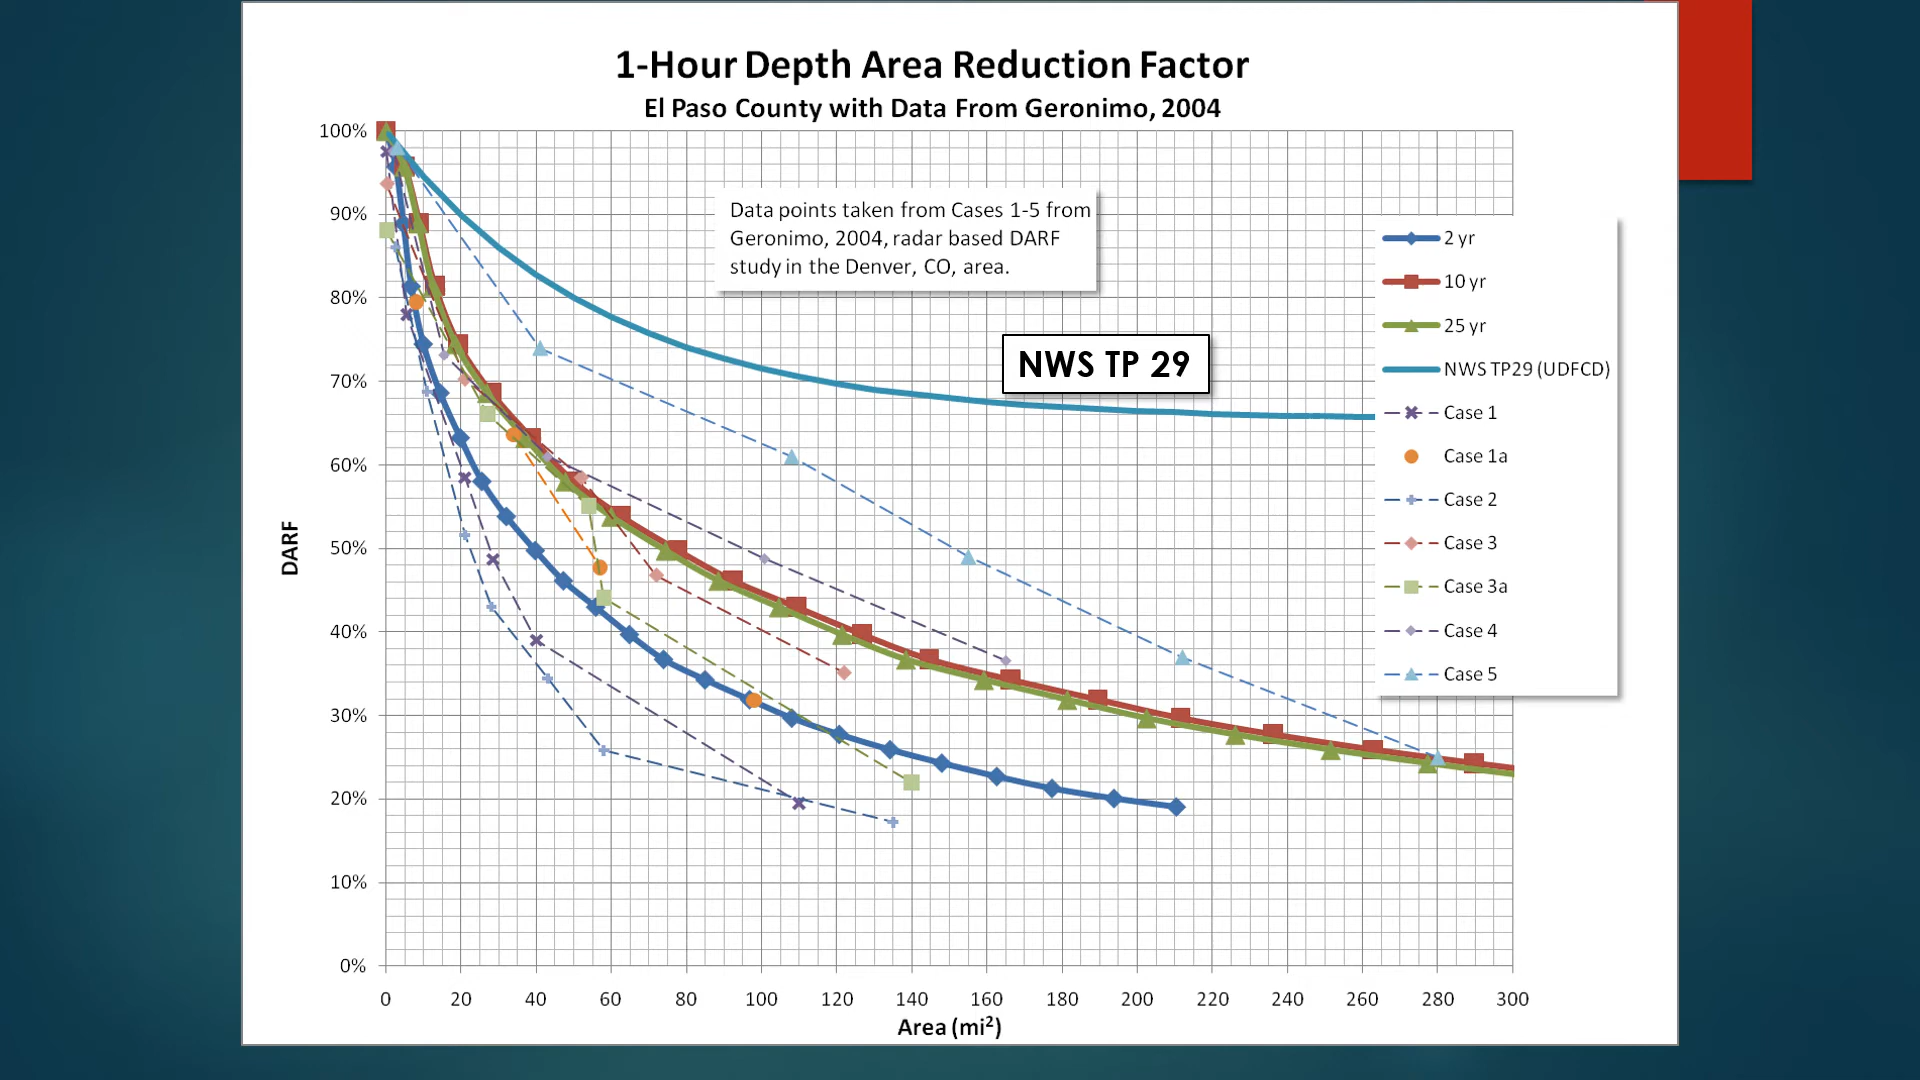 1-Hour Depth Area Reduction Factor
El Paso County with Data From Geronimo, 2004
100%
90%
80%
70%
60%
50%
40%
30%
20%
10%
0%
DARF
Data points taken from Cases 1-5 from
Geronimo, 2004, radar based DARF
study in the Denver, CO, area.
NWS TP 29
2 yr
10 yr
25 yr
NWS TP29 (UDFCD)
Case 1
Case 1a
Case 2
Case 3
Case 3a
Case 4
Case 5
0 20 40 60 80 100 120 140 160 180 200 220 240 260 280 300
Area (mi²)